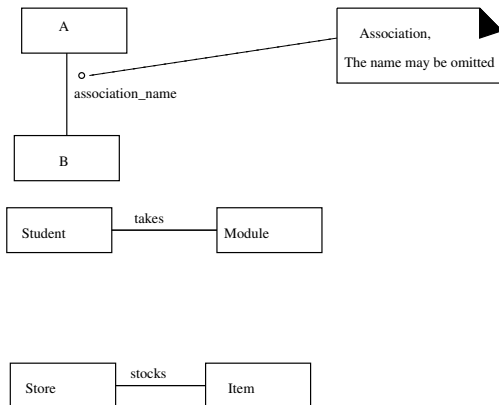 A
Association,
The name may be omitted
association_name
B
takes
Student
Module
stocks
Store
Item